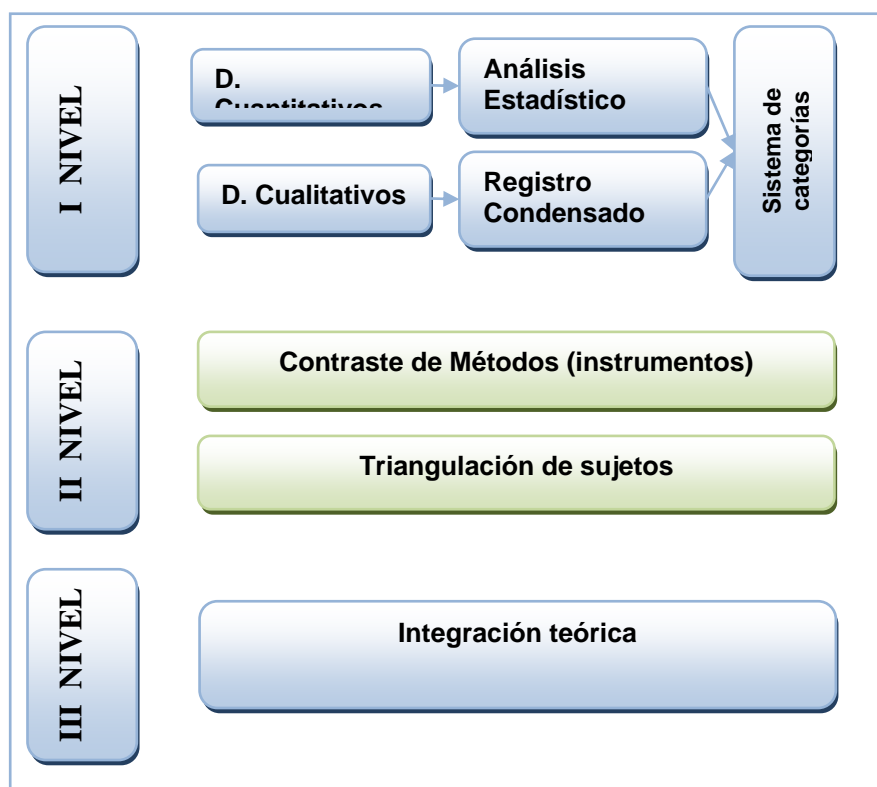 I NIVEL
D.
Cuantitativos
Análisis
Estadístico
D. Cualitativos
Registro
Condensado
Sistema de
categorías
II NIVEL
Contraste de Métodos (instrumentos)
Triangulación de sujetos
III NIVEL
Integración teórica